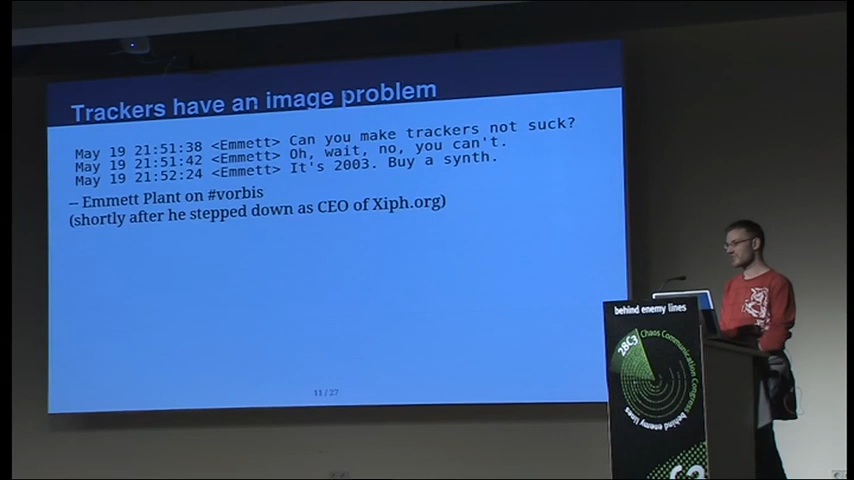 Trackers have an image problem
May 19 21:51:38 <Emmett> Can you make trackers not suck?
May 19 21:51:42 <Emmett> Oh, wait, no, you can't.
May 19 21:52:24 <Emmett> It's 2003. Buy a synth.
– Emmett Plant on #vorbis
(shortly after he stepped down as CEO of Xiph.org)
11 / 27
behind enemy lines
28C3 Chaos Communication Congress behind enemy lines